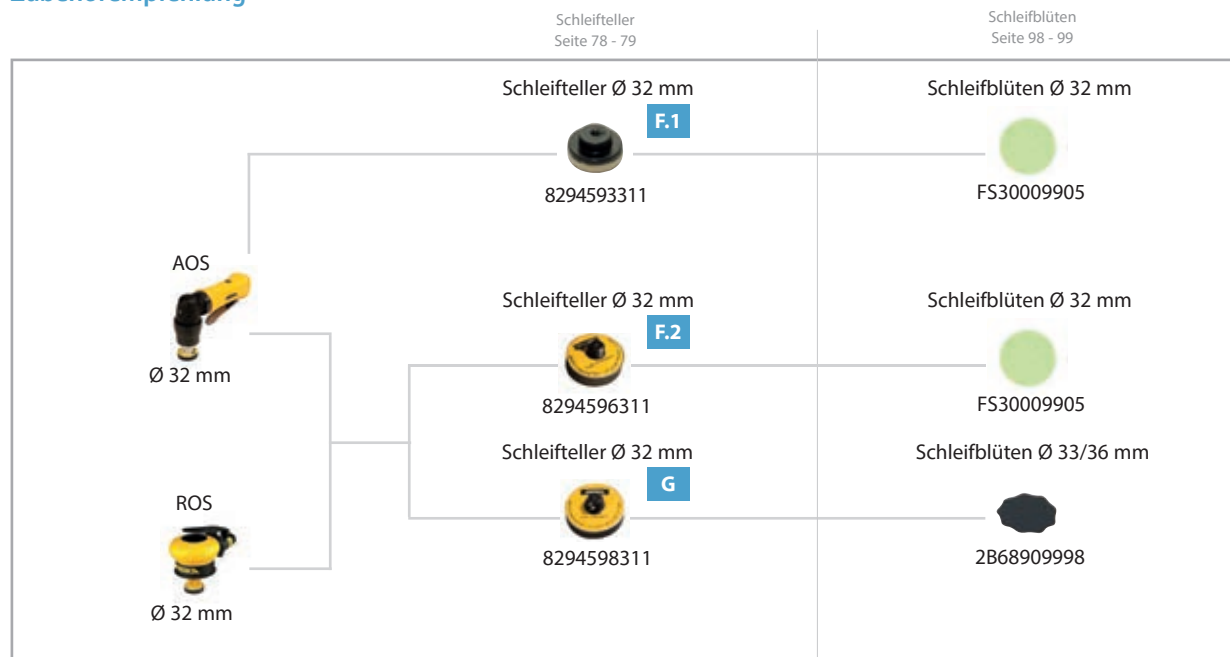 Zubehörempfehlung
Schleifteller
Seite 78 - 79
Schleifblüten
Seite 98 - 99
Schleifteller Ø 32 mm
F.1
8294593311
Schleifblüten Ø 32 mm
FS30009905
AOS
Ø 32 mm
Schleifteller Ø 32 mm
F.2
8294596311
Schleifblüten Ø 32 mm
FS30009905
Schleifteller Ø 32 mm
G
8294598311
Schleifblüten Ø 33/36 mm
2B68909998
ROS
Ø 32 mm